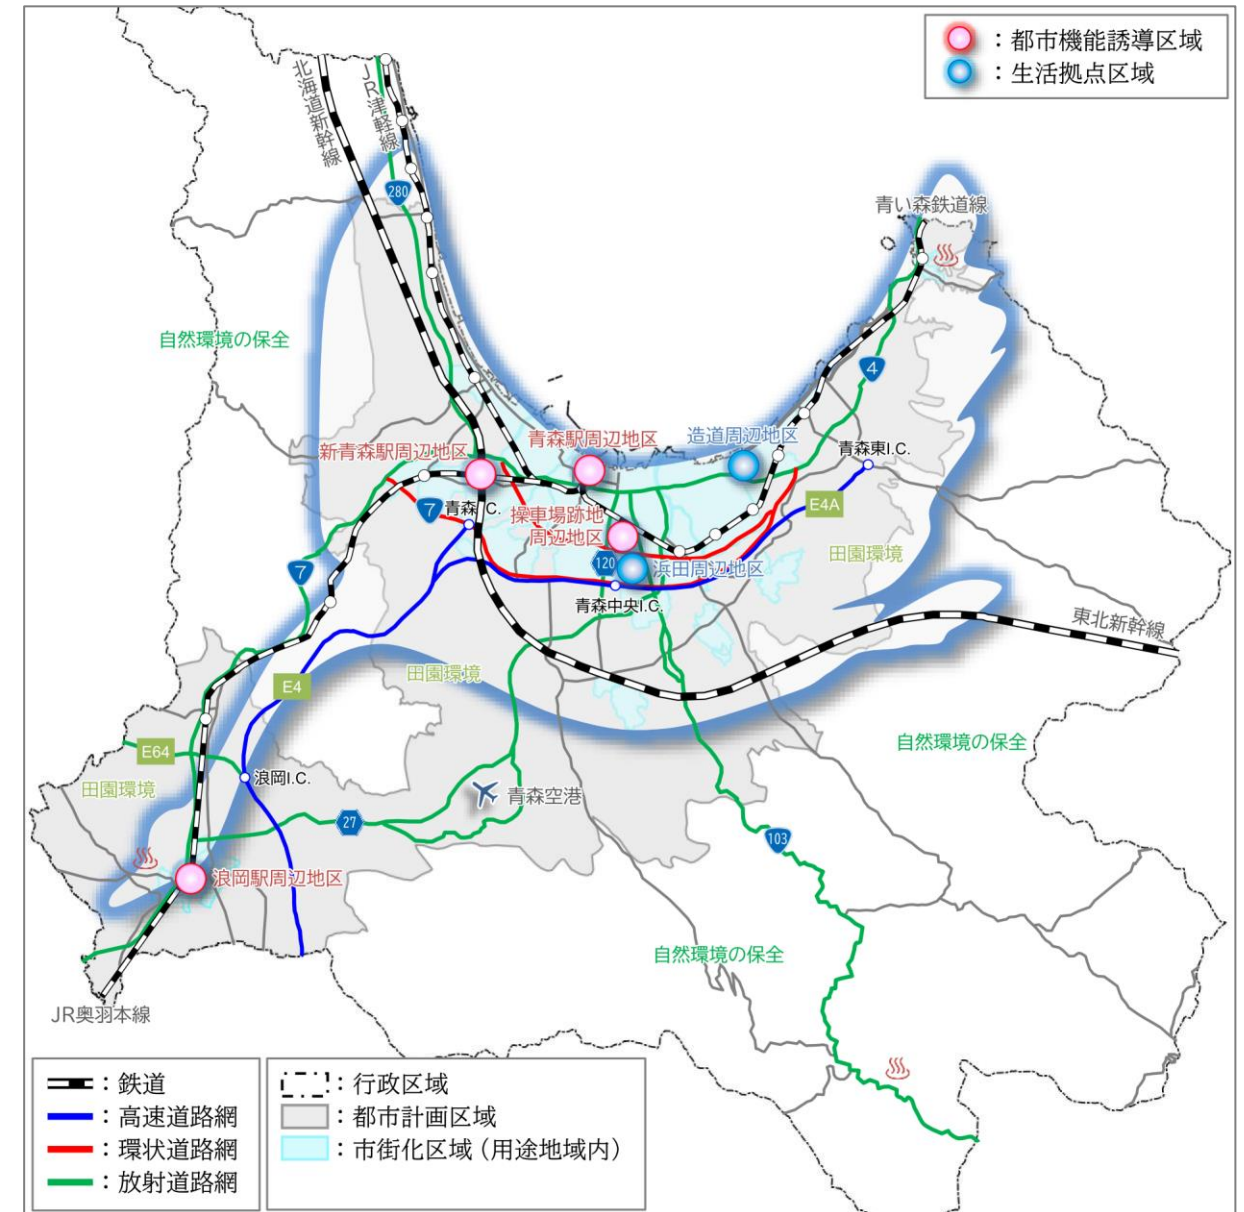 ：都市機能誘導区域
：生活拠点区域
北海道新幹線
JR津軽線
280
青い森鉄道線
自然環境の保全
4
新青森駅周辺地区
青森駅周辺地区
造道周辺地区
青森東I.C.
7
青森I.C.
操車場跡地
周辺地区
E4A
田園環境
7
120
浜田周辺地区
青森中央I.C.
東北新幹線
田園環境
E4
E64
自然環境の保全
田園環境
浪岡I.C.
青森空港
27
103
浪岡駅周辺地区
自然環境の保全
JR奥羽本線
：鉄道
：高速道路網
：環状道路網
：放射道路網
：行政区域
：都市計画区域
：市街化区域（用途地域内）